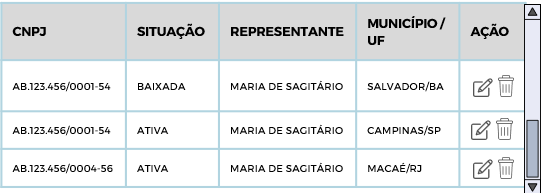 CNPJ SITUAÇÃO REPRESENTANTE MUNICÍPIO / UF AÇÃO
AB.123.456/0001-54 BAIXADA MARIA DE SAGITÁRIO SALVADOR/BA
AB.123.456/0001-54 ATIVA MARIA DE SAGITÁRIO CAMPINAS/SP
AB.123.456/0004-56 ATIVA MARIA DE SAGITÁRIO MACAÉ/RJ